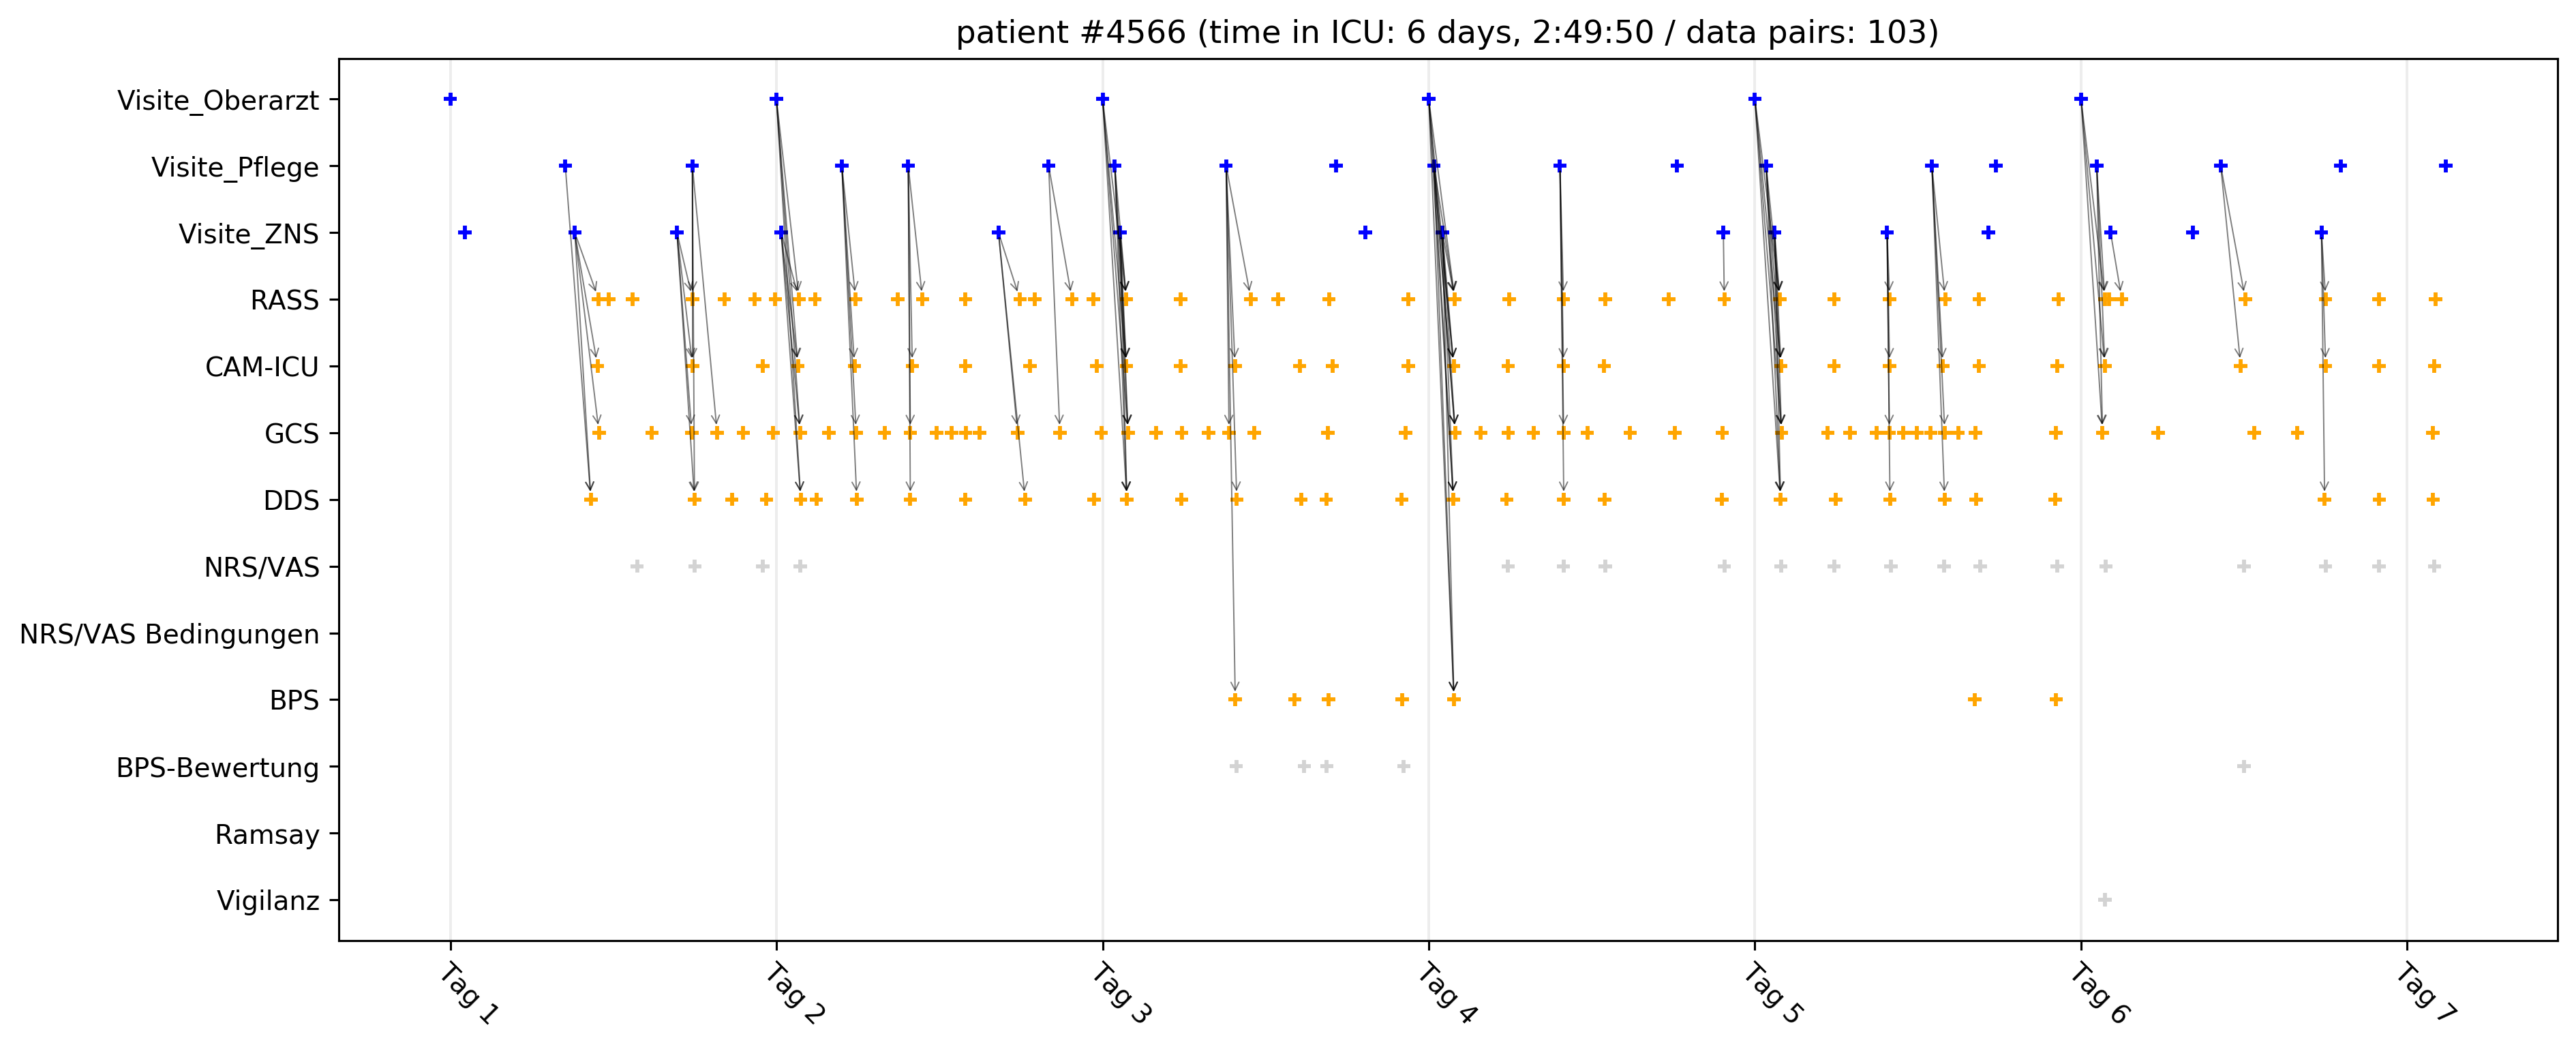 patient #4566 (time in ICU: 6 days, 2:49:50 / data pairs: 103)
Visite_Oberarzt
Visite_Pflege
Visite_ZNS
RASS
CAM-ICU
GCS
DDS
NRS/VAS
NRS/VAS Bedingungen
BPS
BPS-Bewertung
Ramsay
Vigilanz
Tag 1
Tag 2
Tag 3
Tag 4
Tag 5
Tag 6
Tag 7